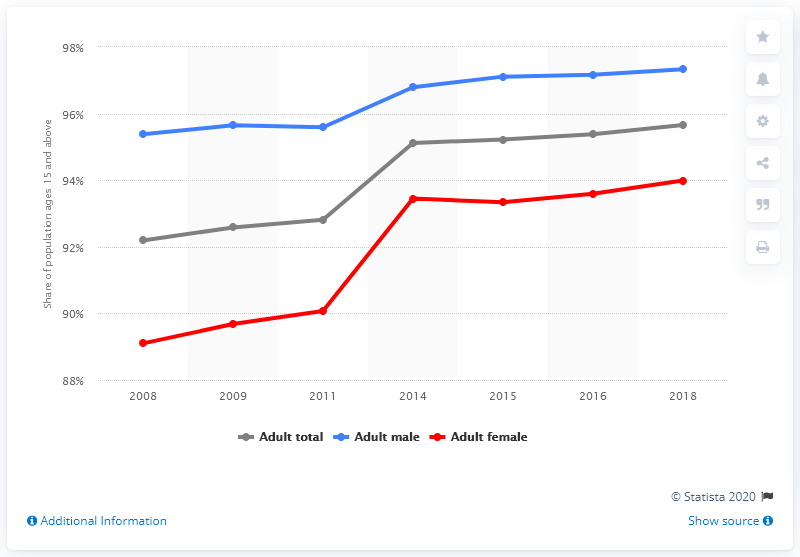 98%
96%
94%
92%
90%
88%
Share of population ages 15 and above
2008 2009 2011 2014 2015 2016 2018
Adult total Adult male Adult female
© Statista 2020
Additional Information Show source